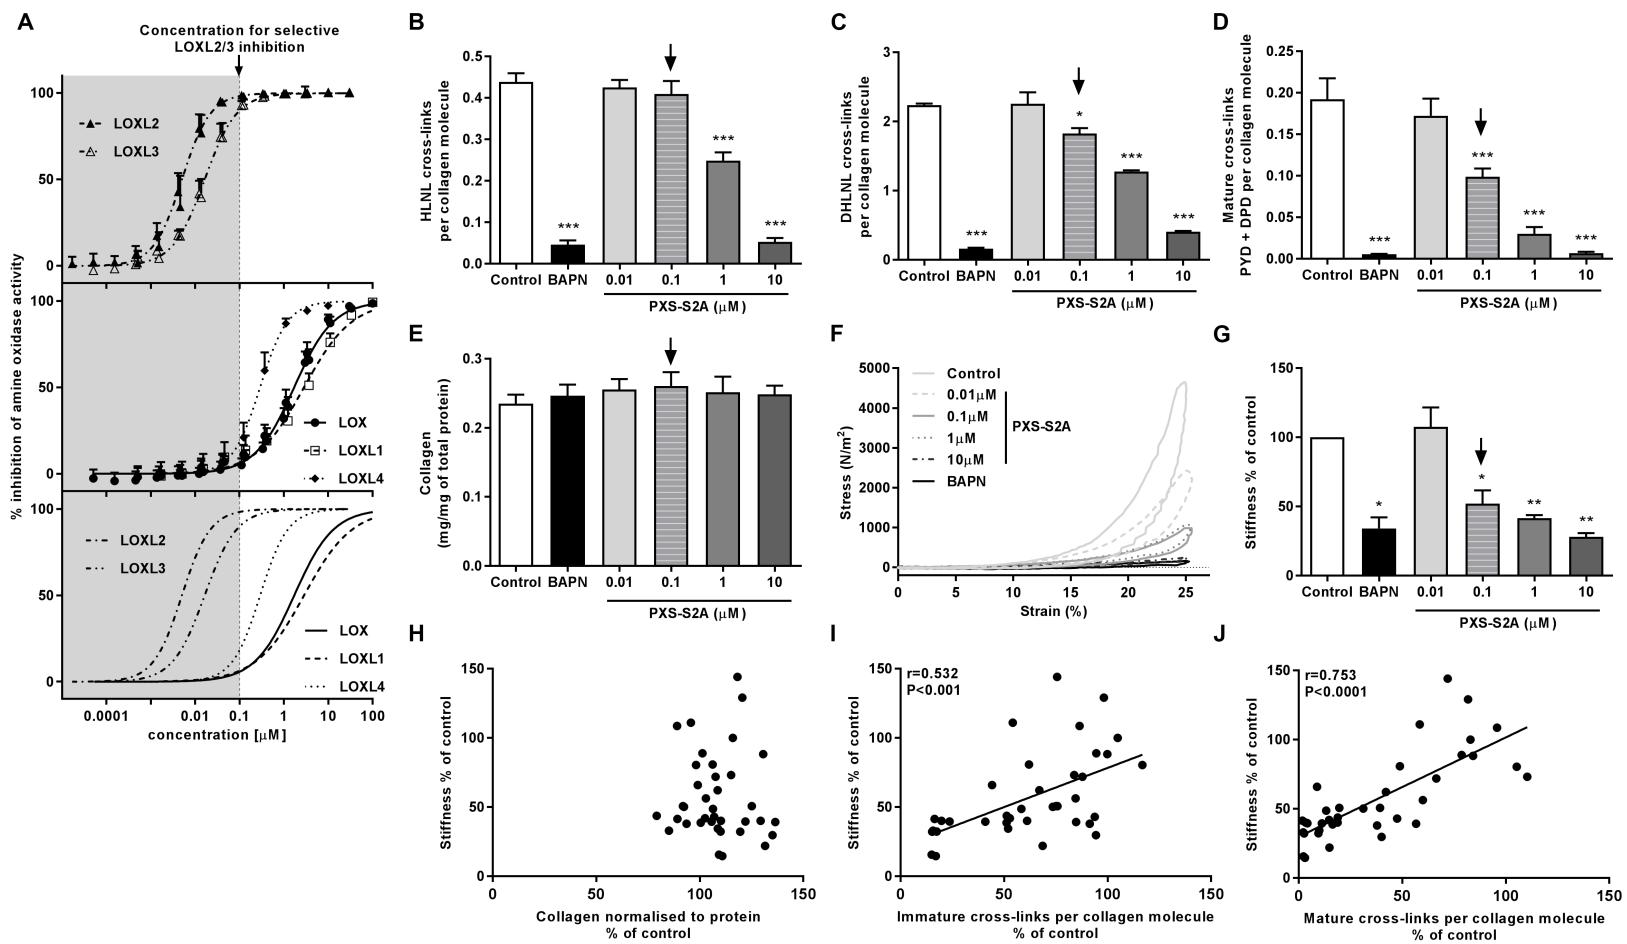 A
Concentration for selective
LOXL2/3 inhibition
% inhibition of amine oxidase activity
100
50
0
LOXL2
LOXL3
100
50
0
LOX
LOXL1
LOXL4
100
50
0
LOXL2
LOXL3
LOX
LOXL1
LOXL4
0.0001 0.01 0.1 1 10 100
concentration [µM]
B
HLNL cross-links
per collagen molecule
0.5
0.4
0.3
0.2
0.1
0.0
***
***
***
Control BAPN 0.01 0.1 1 10
PXS-S2A (µM)
C
DHLNL cross-links
per collagen molecule
3
2
1
0
***
*
***
***
Control BAPN 0.01 0.1 1 10
PXS-S2A (µM)
D
Mature cross-links
PYD + DPD per collagen molecule
0.25
0.20
0.15
0.10
0.05
0.00
***
***
***
***
Control BAPN 0.01 0.1 1 10
PXS-S2A (µM)
E
Collagen
(mg/mg of total protein)
0.3
0.2
0.1
0.0
Control BAPN 0.01 0.1 1 10
PXS-S2A (µM)
F
Stress (N/m²)
5000
4000
3000
2000
1000
0
Control
0.01µM
0.1µM
1µM
10µM
BAPN
PXS-S2A
0 5 10 15 20 25
Strain (%)
G
Stiffness % of control
150
100
50
0
*
*
**
**
Control BAPN 0.01 0.1 1 10
PXS-S2A (µM)
H
Stiffness % of control
150
100
50
0
0 50 100 150
Collagen normalised to protein
% of control
I
Stiffness % of control
150
100
50
0
r=0.532
P<0.001
0 50 100 150
Immature cross-links per collagen molecule
% of control
J
Stiffness % of control
150
100
50
0
r=0.753
P<0.0001
0 50 100 150
Mature cross-links per collagen molecule
% of control